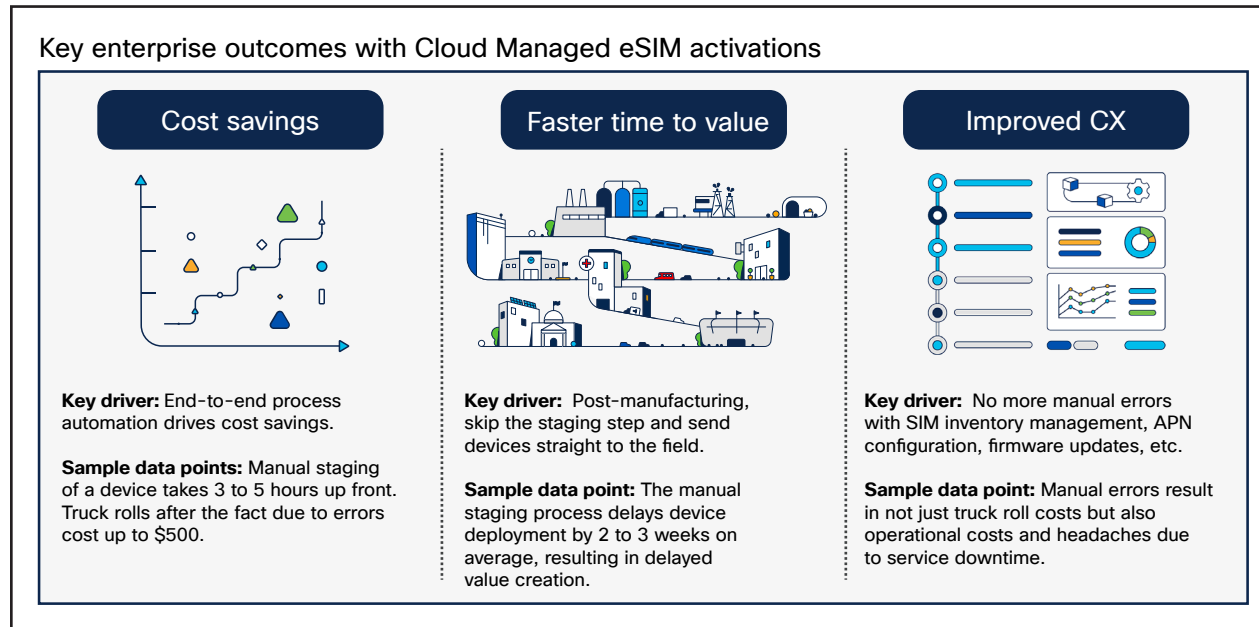 Key enterprise outcomes with Cloud Managed eSIM activations
Cost savings
Key driver: End-to-end process
automation drives cost savings.
Sample data points: Manual staging
of a device takes 3 to 5 hours up front.
Truck rolls after the fact due to errors
cost up to $500.
Faster time to value
Key driver: Post-manufacturing,
skip the staging step and send
devices straight to the field.
Sample data point: The manual
staging process delays device
deployment by 2 to 3 weeks on
average, resulting in delayed
value creation.
Improved CX
Key driver: No more manual errors
with SIM inventory management, APN
configuration, firmware updates, etc.
Sample data point: Manual errors result
in not just truck roll costs but also
operational costs and headaches due
to service downtime.